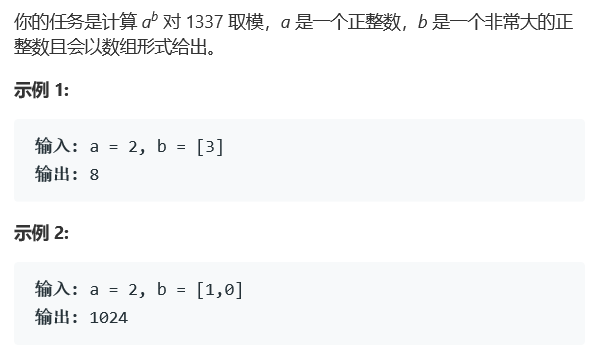 你的任务是计算 aᵇ 对 1337 取模，a 是一个正整数，b 是一个非常大的正
整数且会以数组形式给出。
示例 1:
输入: a = 2, b = [3]
输出: 8
示例 2:
输入: a = 2, b = [1,0]
输出: 1024